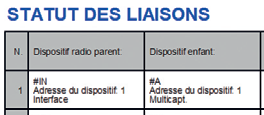 STATUT DES LIAISONS
N. Dispositif radio parent: Dispositif enfant:
1 #IN #A
Adresse du dispositif: 1 Adresse du dispositif: 1
Interface Multicapt.